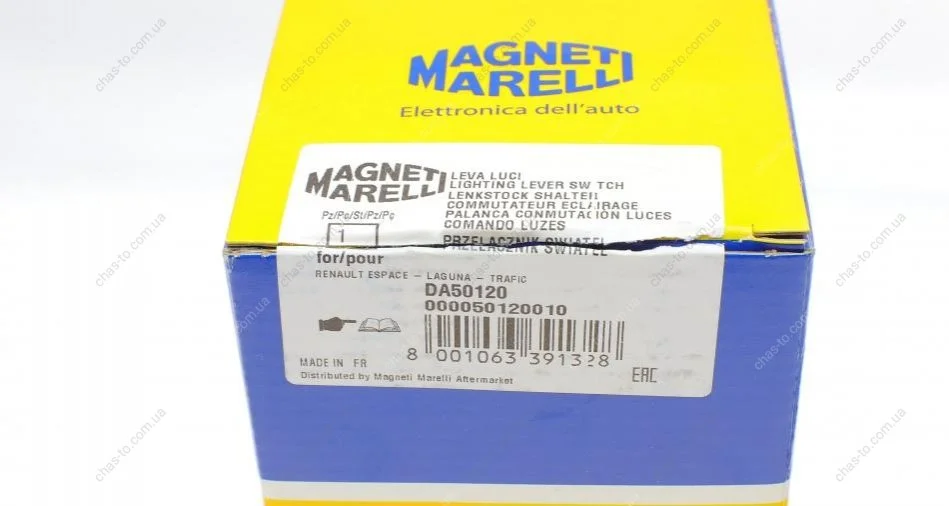 MAGNETI
MARELLI
Elettronica dell'auto
MAGNETI
MARELLI
Pz/Pc/St/Pz/Pç
1
LEVA LUCI
LIGHTING LEVER SW TCH
LENKSTOCK SHALTER
COMMUTATEUR ECLAIRAGE
PALANCA CONMUTACION LUCES
COMANDO LUZES
PRZELACZNIK SWIATEL
for/pour
RENAULT ESPACE – LAGUNA – TRAFIC
DA50120
000050120010
8 001063 391328
MADE IN FR
Distributed by Magneti Marelli Aftermarket
EAC
chas-to.com.ua